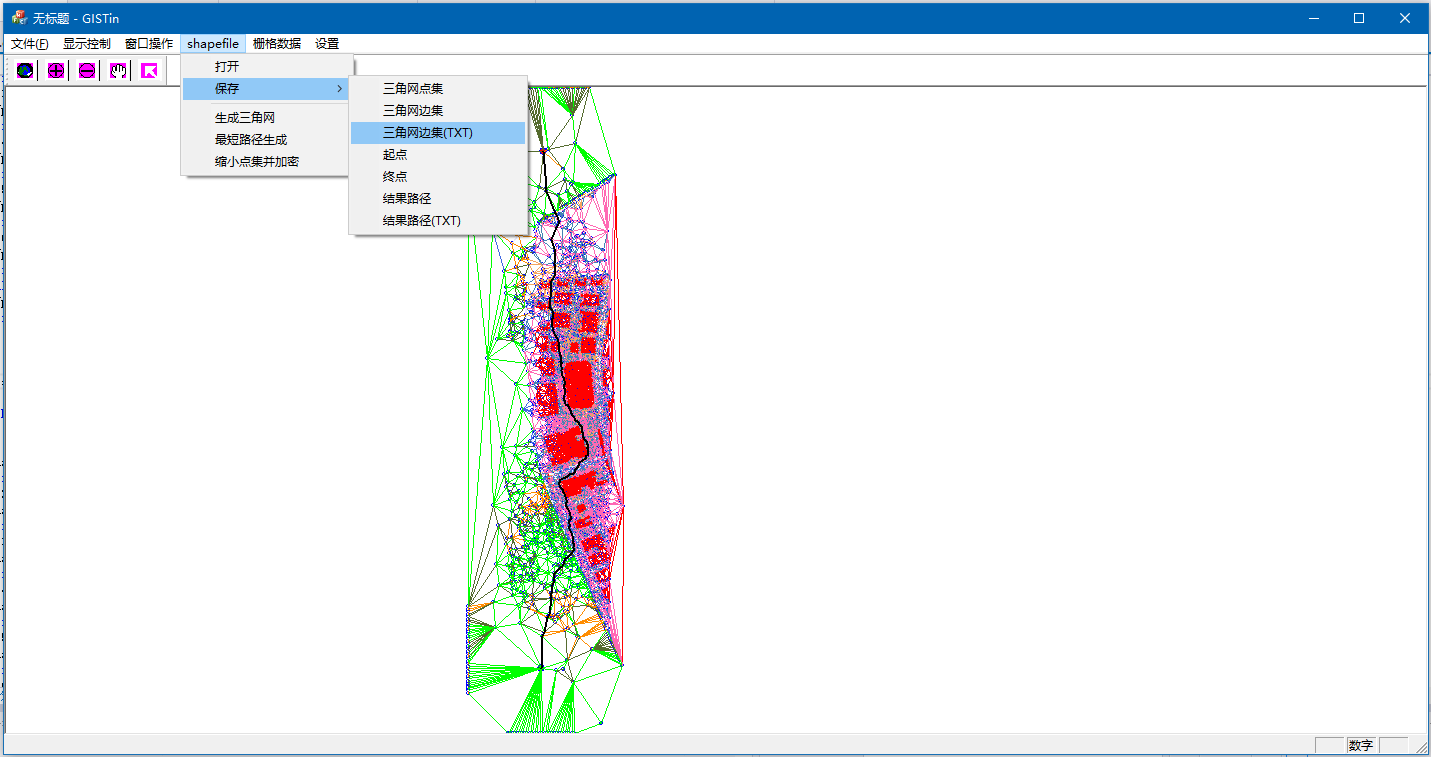 无标题 - GISTin
文件(F) 显示控制 窗口操作 shapefile 栅格数据 设置
打开
保存
生成三角网
最短路径生成
缩小点集并加密
三角网点集
三角网边集
三角网边集(TXT)
起点
终点
结果路径
结果路径(TXT)
数字